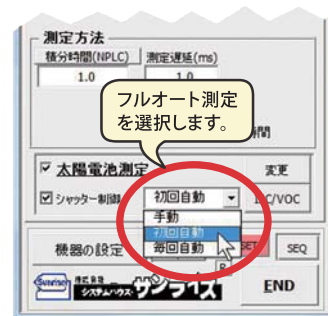 測定方法
積分時間(NPLC)
測定遅延(ms)
1.0
1.0
フルオート測定
を選択します。
時間
太陽電池測定
変更
シャッター制御
初回自動
I/C/VOC
手動
初回自動
毎回自動
機器の設定
SET
SEQ
Sunrise
システムハウス・サンライズ
END